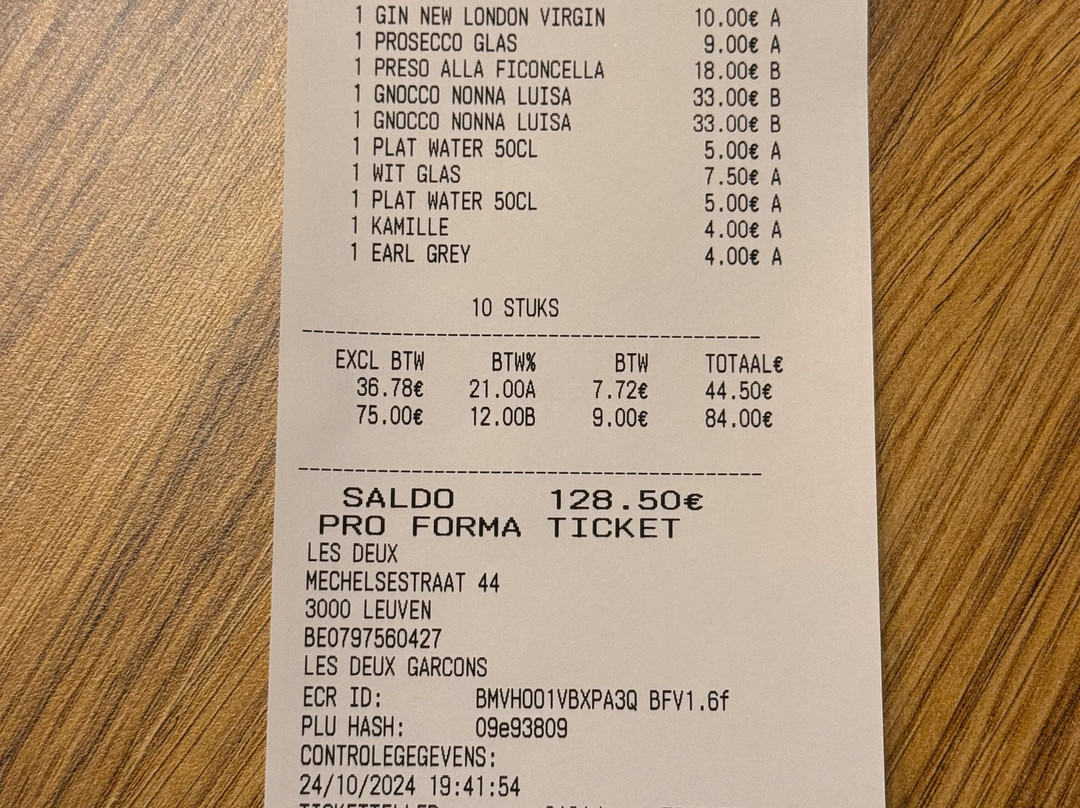 1 GIN NEW LONDON VIRGIN 10.00€ A
1 PROSECCO GLAS 9.00€ A
1 PRESO ALLA FICONCELLA 18.00€ B
1 GNOCCO NONNA LUISA 33.00€ B
1 GNOCCO NONNA LUISA 33.00€ B
1 PLAT WATER 50CL 5.00€ A
1 WIT GLAS 7.50€ A
1 PLAT WATER 50CL 5.00€ A
1 KAMILLE 4.00€ A
1 EARL GREY 4.00€ A
10 STUKS
EXCL BTW BTW% BTW TOTAAL€
36.78€ 21.00A 7.72€ 44.50€
75.00€ 12.00B 9.00€ 84.00€
SALDO 128.50€
PRO FORMA TICKET
LES DEUX
MECHELSESTRAAT 44
3000 LEUVEN
BE0797560427
LES DEUX GARCONS
ECR ID: BMVH001VBXPA3Q BFV1.6f
PLU HASH: 09e93809
CONTROLEGEGEVENS:
24/10/2024 19:41:54